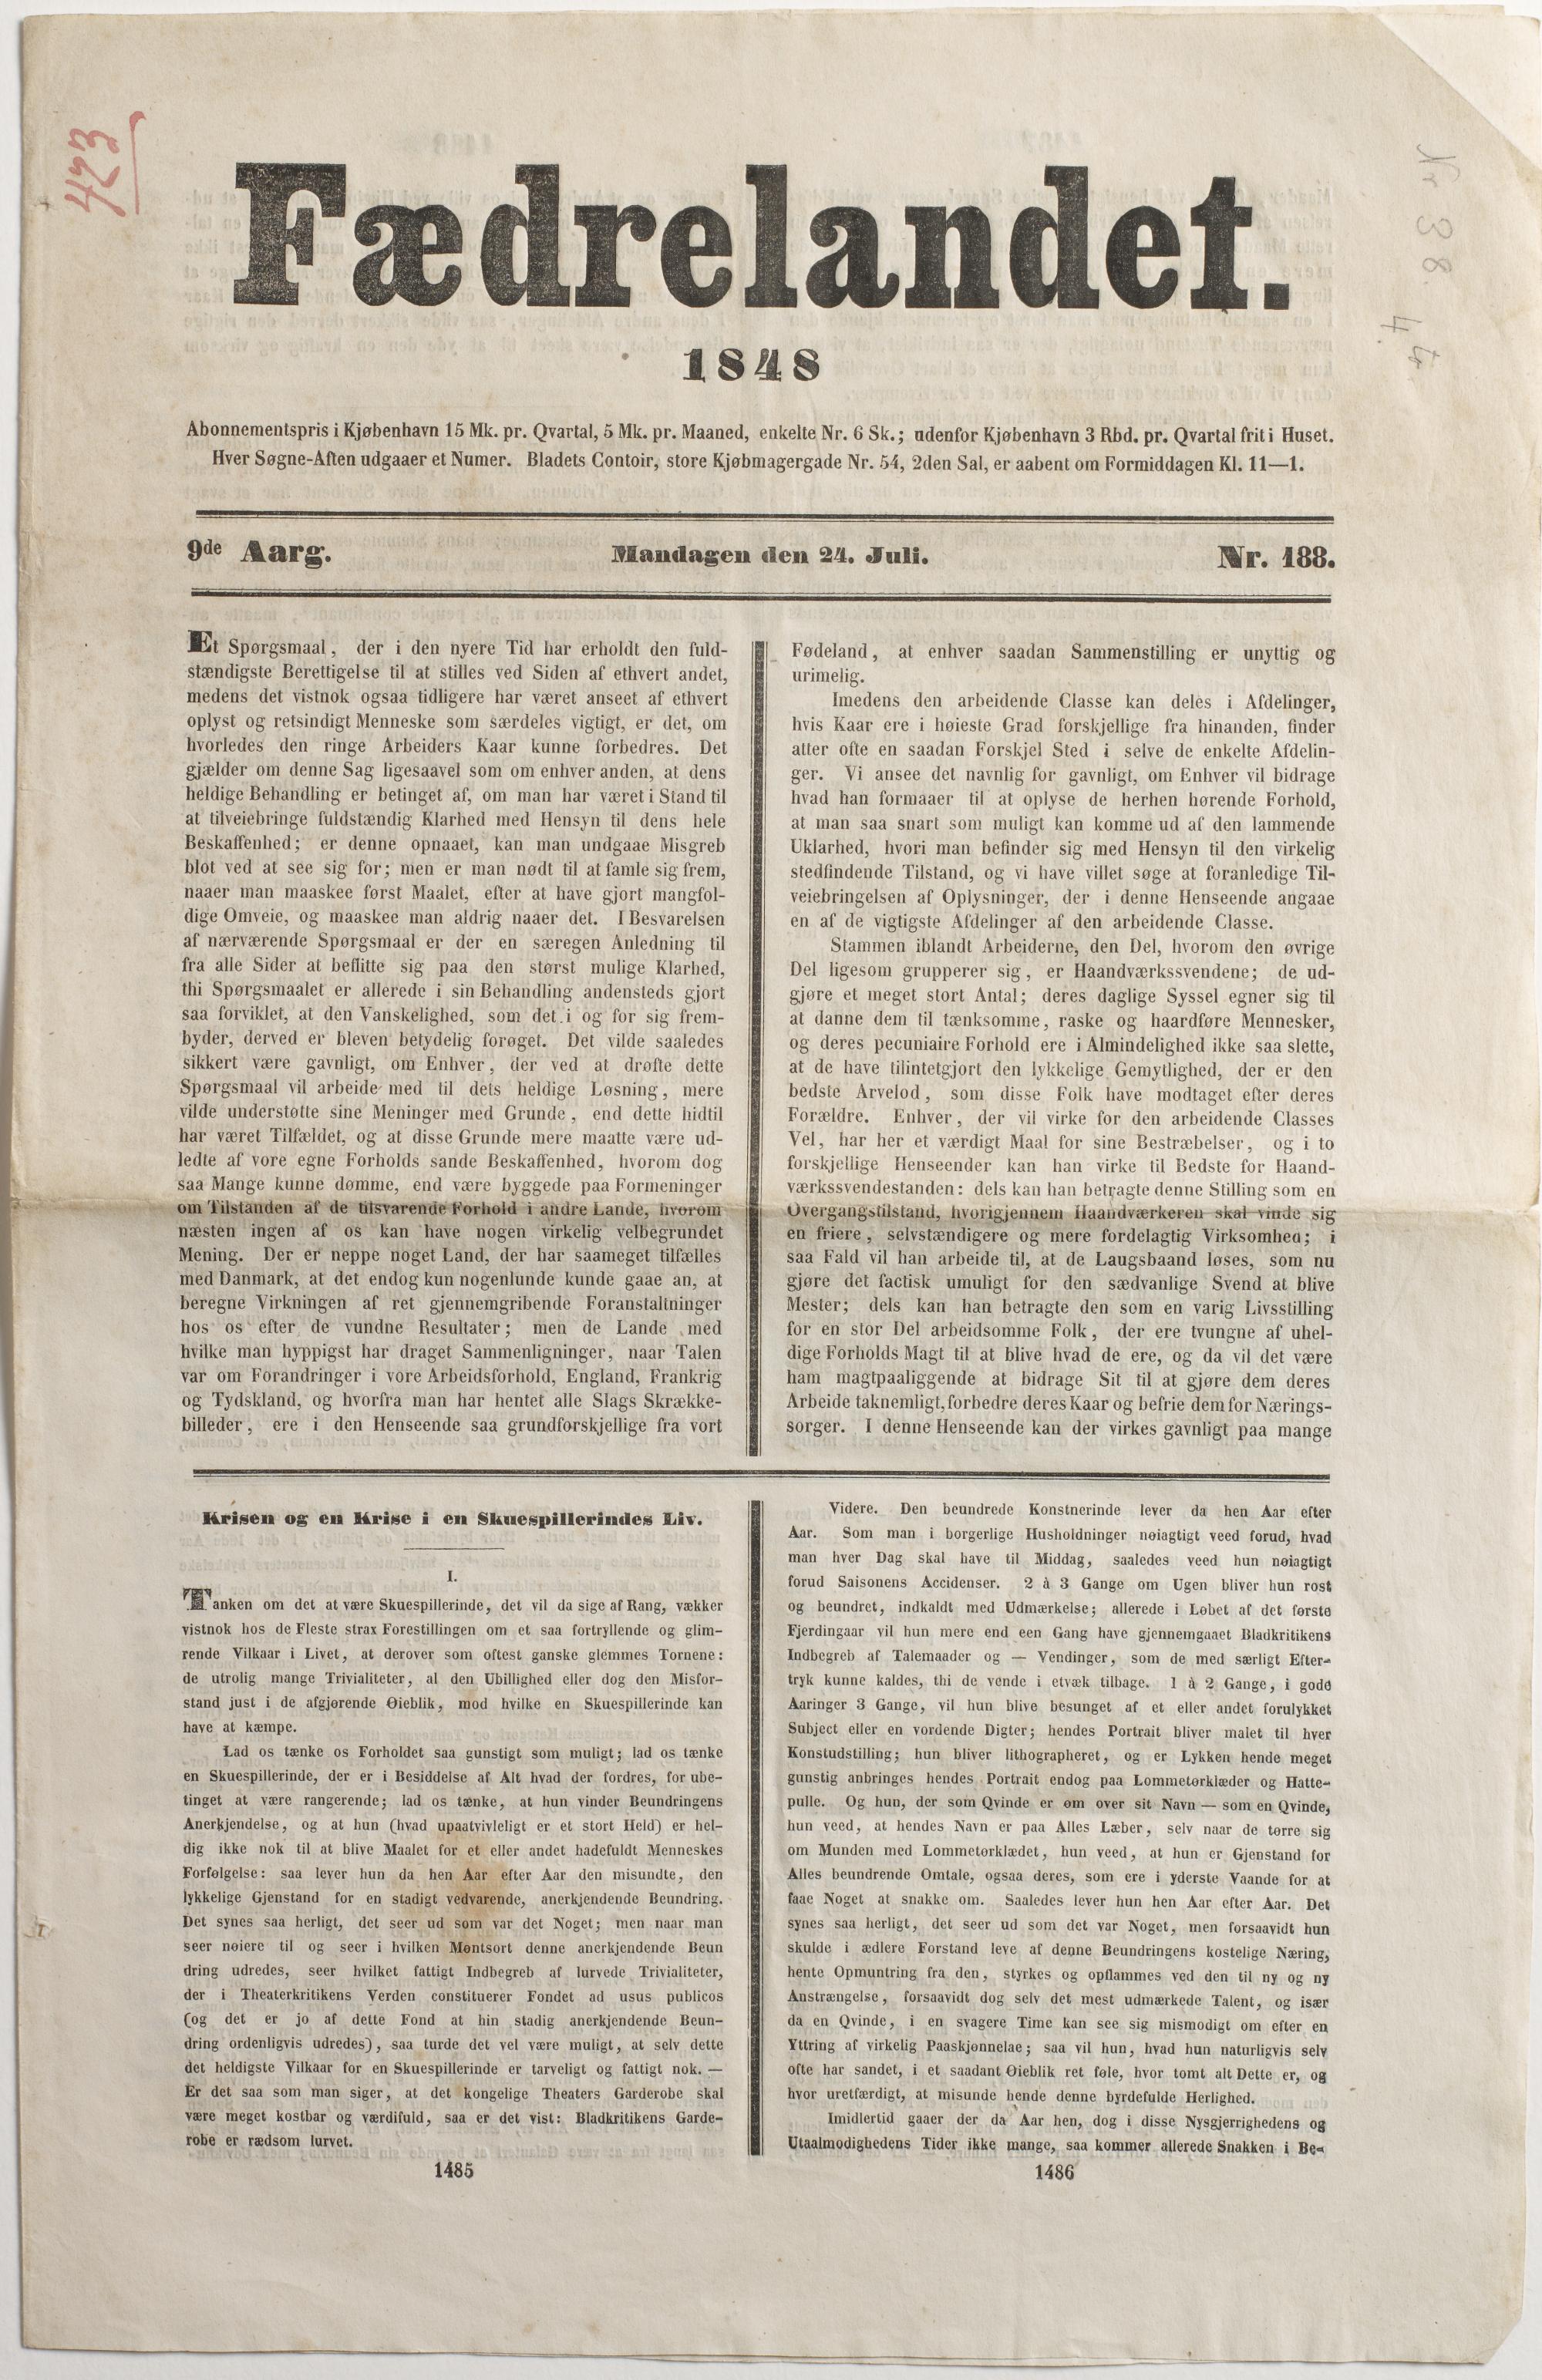 423
Nr 38.
Fædrelandet.
1848
Abonnementspris i Kjøbenhavn 15 Mk. pr. Qvartal, 5 Mk. pr. Maaned, enkelte Nr. 6 Sk.; udenfor Kjøbenhavn 3 Rbd. pr. Qvartal frit i Huset.
Hver Søgne-Aften udgaaer et Numer. Bladets Contoir, store Kjøbmagergade Nr. 54, 2den Sal, er aabent om Formiddagen Kl. 11—1.
9de Aarg. Mandagen den 24. Juli. Nr. 188.
Et Spørgsmaal, der i den nyere Tid har erholdt den fuld-
stændigste Berettigelse til at stilles ved Siden af ethvert andet,
medens det vistnok ogsaa tidligere har været anseet af ethvert
oplyst og retsindigt Menneske som særdeles vigtigt, er det, om
hvorledes den ringe Arbeiders Kaar kunne forbedres. Det
gjælder om denne Sag ligesaavel som om enhver anden, at dens
heldige Behandling er betinget af, om man har været i Stand til
at tilveiebringe fuldstændig Klarhed med Hensyn til dens hele
Beskaffenhed; er denne opnaaet, kan man undgaae Misgreb
blot ved at see sig for; men er man nødt til at famle sig frem,
naaer man maaskee først Maalet, efter at have gjort mangfol-
dige Omveie, og maaskee man aldrig naaer det. I Besvarelsen
af nærværende Spørgsmaal er der en særegen Anledning til
fra alle Sider at beflitte sig paa den størst mulige Klarhed,
thi Spørgsmaalet er allerede i sin Behandling andensteds gjort
saa forviklet, at den Vanskelighed, som det i og for sig frem-
byder, derved er bleven betydelig forøget. Det vilde saaledes
sikkert være gavnligt, om Enhver, der ved at drøfte dette
Spørgsmaal vil arbeide med til dets heldige Løsning, mere
vilde understøtte sine Meninger med Grunde, end dette hidtil
har været Tilfældet, og at disse Grunde mere maatte være ud-
ledte af vore egne Forholds sande Beskaffenhed, hvorom dog
saa Mange kunne dømme, end være byggede paa Formeninger
om Tilstanden af de tilsvarende Forhold i andre Lande, hvorom
næsten ingen af os kan have nogen virkelig velbegrundet
Mening. Der er neppe noget Land, der har saameget tilfælles
med Danmark, at det endog kun nogenlunde kunde gaae an, at
beregne Virkningen af ret gjennemgribende Foranstaltninger
hos os efter de vundne Resultater; men de Lande med
hvilke man hyppigst har draget Sammenligninger, naar Talen
var om Forandringer i vore Arbeidsforhold, England, Frankrig
og Tydskland, og hvorfra man har hentet alle Slags Skrække-
billeder, ere i den Henseende saa grundforskjellige fra vort
Fødeland, at enhver saadan Sammenstilling er unyttig og
urimelig.
Imedens den arbeidende Classe kan deles i Afdelinger,
hvis Kaar ere i høieste Grad forskjellige fra hinanden, finder
atter ofte en saadan Forskjel Sted i selve de enkelte Afdelin-
ger. Vi ansee det navnlig for gavnligt, om Enhver vil bidrage
hvad han formaaer til at oplyse de herhen hørende Forhold,
at man saa snart som muligt kan komme ud af den lammende
Uklarhed, hvori man befinder sig med Hensyn til den virkelig
stedfindende Tilstand, og vi have villet søge at foranledige Til-
veiebringelsen af Oplysninger, der i denne Henseende angaae
en af de vigtigste Afdelinger af den arbeidende Classe.
Stammen iblandt Arbeiderne, den Del, hvorom den øvrige
Del ligesom grupperer sig, er Haandværkssvendene; de ud-
gjøre et meget stort Antal; deres daglige Syssel egner sig til
at danne dem til tænksomme, raske og haardføre Mennesker,
og deres pecuniaire Forhold ere i Almindelighed ikke saa slette,
at de have tilintetgjort den lykkelige Gemytlighed, der er den
bedste Arvelod, som disse Folk have modtaget efter deres
Forældre. Enhver, der vil virke for den arbeidende Classes
Vel, har her et værdigt Maal for sine Bestræbelser, og i to
forskjellige Henseender kan han virke til Bedste for Haand-
værkssvendestanden: dels kan han betragte denne Stilling som en
Overgangstilstand, hvorigjennem Haandværkeren skal vinde sig
en friere, selvstændigere og mere fordelagtig Virksomhed; i
saa Fald vil han arbeide til, at de Laugsbaand løses, som nu
gjøre det factisk umuligt for den sædvanlige Svend at blive
Mester; dels kan han betragte den som en varig Livsstilling
for en stor Del arbeidsomme Folk, der ere tvungne af uhel-
dige Forholds Magt til at blive hvad de ere, og da vil det være
ham magtpaaliggende at bidrage Sit til at gjøre dem deres
Arbeide taknemligt, forbedre deres Kaar og befrie dem for Nærings-
sorger. I denne Henseende kan der virkes gavnligt paa mange
Krisen og en Krise i en Skuespillerindes Liv.
I.
Tanken om det at være Skuespillerinde, det vil da sige af Rang, vækker
vistnok hos de Fleste strax Forestillingen om et saa fortryllende og glim-
rende Vilkaar i Livet, at derover som oftest ganske glemmes Tornene:
de utrolig mange Trivialiteter, al den Ubillighed eller dog den Misfor-
stand just i de afgjørende Øieblik, mod hvilke en Skuespillerinde kan
have at kæmpe.
Lad os tænke os Forholdet saa gunstigt som muligt; lad os tænke
en Skuespillerinde, der er i Besiddelse af Alt hvad der fordres, for ube-
tinget at være rangerende; lad os tænke, at hun vinder Beundringens
Anerkjendelse, og at hun (hvad upaatvivleligt er et stort Held) er hel-
dig ikke nok til at blive Maalet for et eller andet hadefuldt Menneskes
Forfølgelse: saa lever hun da hen Aar efter Aar den misundte, den
lykkelige Gjenstand for en stadigt vedvarende, anerkjendende Beundring.
Det synes saa herligt, det seer ud som var det Noget; men naar man
seer nøiere til og seer i hvilken Møntsort denne anerkjendende Beun
dring udredes, seer hvilket fattigt Indbegreb af lurvede Trivialiteter,
der i Theaterkritikens Verden constituerer Fondet ad usus publicos
(og det er jo af dette Fond at hin stadig anerkjendende Beun-
dring ordenligvis udredes), saa turde det vel være muligt, at selv dette
det heldigste Vilkaar for en Skuespillerinde er tarveligt og fattigt nok. —
Er det saa som man siger, at det kongelige Theaters Garderobe skal
være meget kostbar og værdifuld, saa er det vist: Bladkritikens Garde-
robe er rædsom lurvet.
1485
Videre. Den beundrede Konstnerinde lever da hen Aar efter
Aar. Som man i borgerlige Husholdninger nøiagtigt veed forud, hvad
man hver Dag skal have til Middag, saaledes veed hun nøiagtigt
forud Saisonens Accidenser. 2 à 3 Gange om Ugen bliver hun rost
og beundret, indkaldt med Udmærkelse; allerede i Løbet af det første
Fjerdingaar vil hun mere end een Gang have gjennemgaaet Bladkritikens
Indbegreb af Talemaader og — Vendinger, som de med særligt Efter-
tryk kunne kaldes, thi de vende i etvæk tilbage. 1 à 2 Gange, i gode
Aaringer 3 Gange, vil hun blive besunget af et eller andet forulykket
Subject eller en vordende Digter; hendes Portrait bliver malet til hver
Konstudstilling; hun bliver lithographeret, og er Lykken hende meget
gunstig anbringes hendes Portrait endog paa Lommetørklæder og Hatte-
pulle. Og hun, der som Qvinde er øm over sit Navn — som en Qvinde,
hun veed, at hendes Navn er paa Alles Læber, selv naar de tørre sig
om Munden med Lommetørklædet, hun veed, at hun er Gjenstand for
Alles beundrende Omtale, ogsaa deres, som ere i yderste Vaande for at
faae Noget at snakke om. Saaledes lever hun hen Aar efter Aar. Det
synes saa herligt, det seer ud som det var Noget, men forsaavidt hun
skulde i ædlere Forstand leve af denne Beundringens kostelige Næring,
hente Opmuntring fra den, styrkes og opflammes ved den til ny og ny
Anstrængelse, forsaavidt dog selv det mest udmærkede Talent, og især
da en Qvinde, i en svagere Time kan see sig mismodigt om efter en
Yttring af virkelig Paaskjønnelae; saa vil hun, hvad hun naturligvis selv
ofte har sandet, i et saadant Øieblik ret føle, hvor tomt alt Dette er, og
hvor uretfærdigt, at misunde hende denne byrdefulde Herlighed.
Imidlertid gaaer der da Aar hen, dog i disse Nysgjerrighedens og
Utaalmodighedens Tider ikke mange, saa kommer allerede Snakken i Be-
1486